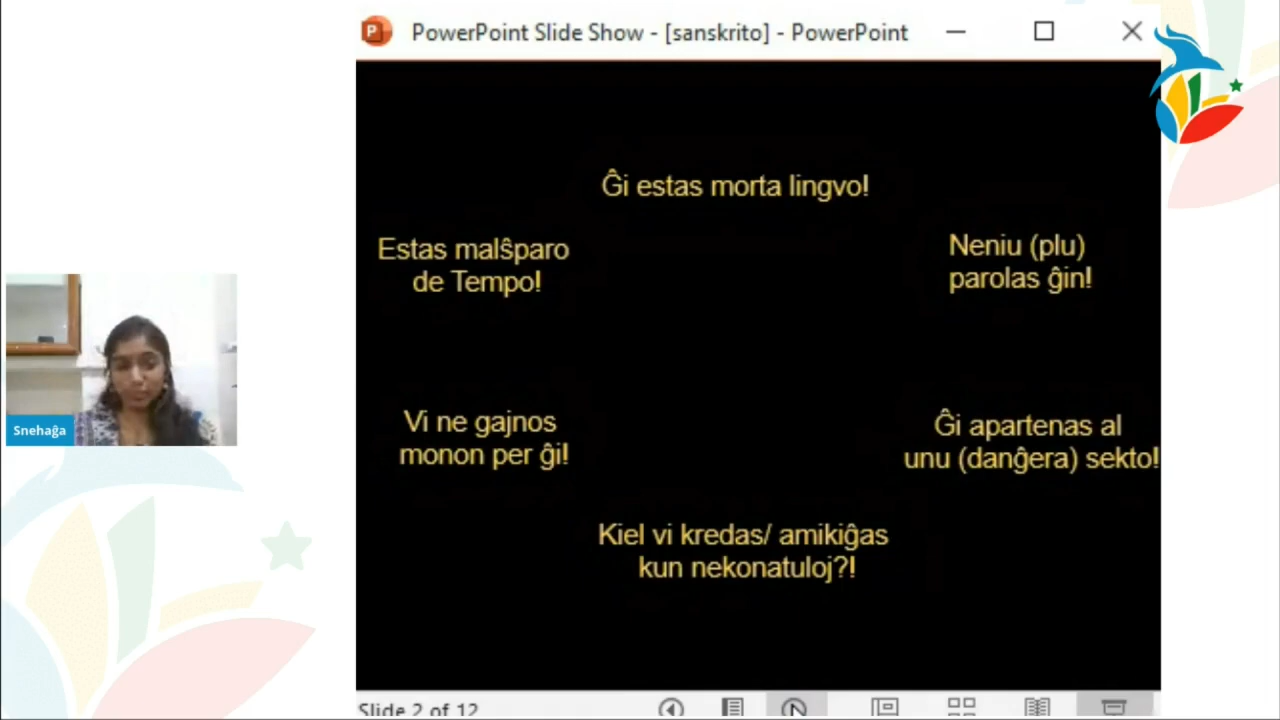 PowerPoint Slide Show - [sanskrito] - PowerPoint
Ĝi estas morta lingvo!
Estas malŝparo
de Tempo!
Neniu (plu)
parolas ĝin!
Vi ne gajnos
monon per ĝi!
Ĝi apartenas al
unu (danĝera) sekto!
Kiel vi kredas/ amikiĝas
kun nekonatuloj?!
Snehaĝa
Slide 2 of 12